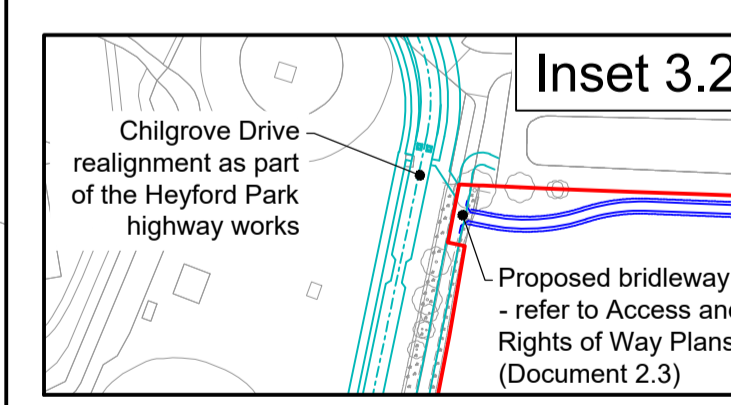 Inset 3.2
Chilgrove Drive
realignment as part
of the Heyford Park
highway works
Proposed bridleway
- refer to Access and
Rights of Way Plans
(Document 2.3)